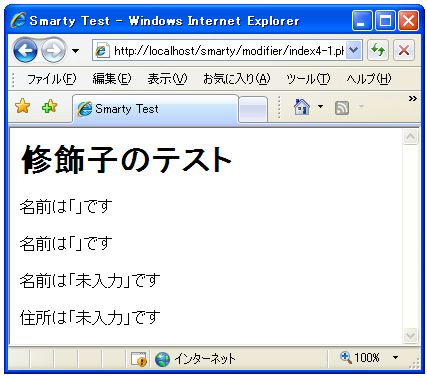 Smarty Test - Windows Internet Explorer
http://localhost/smarty/modifier/index4-1.ph
ファイル(F) 編集(E) 表示(V) お気に入り(A) ツール(T) ヘルプ(H)
Smarty Test
»
修飾子のテスト
名前は「」です
名前は「」です
名前は「未入力」です
住所は「未入力」です
インターネット 100%